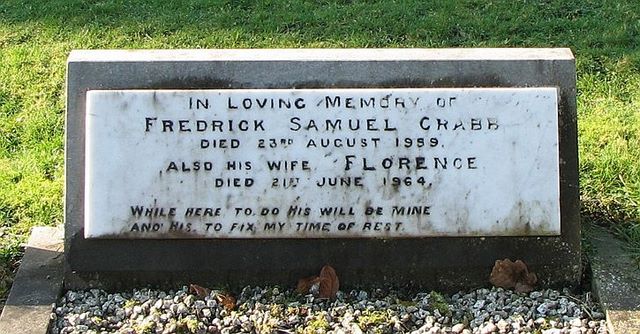 IN LOVING MEMORY OF
FREDRICK SAMUEL CRABB
DIED 23RD AUGUST 1959.
ALSO HIS WIFE FLORENCE
DIED 21ST JUNE 1964.
WHILE HERE TO DO HIS WILL BE MINE
AND HIS TO FIX MY TIME OF REST.